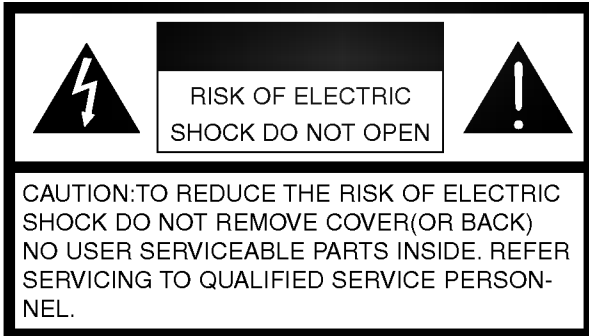 RISK OF ELECTRIC
SHOCK DO NOT OPEN
CAUTION:TO REDUCE THE RISK OF ELECTRIC
SHOCK DO NOT REMOVE COVER(OR BACK)
NO USER SERVICEABLE PARTS INSIDE. REFER
SERVICING TO QUALIFIED SERVICE PERSON-
NEL.